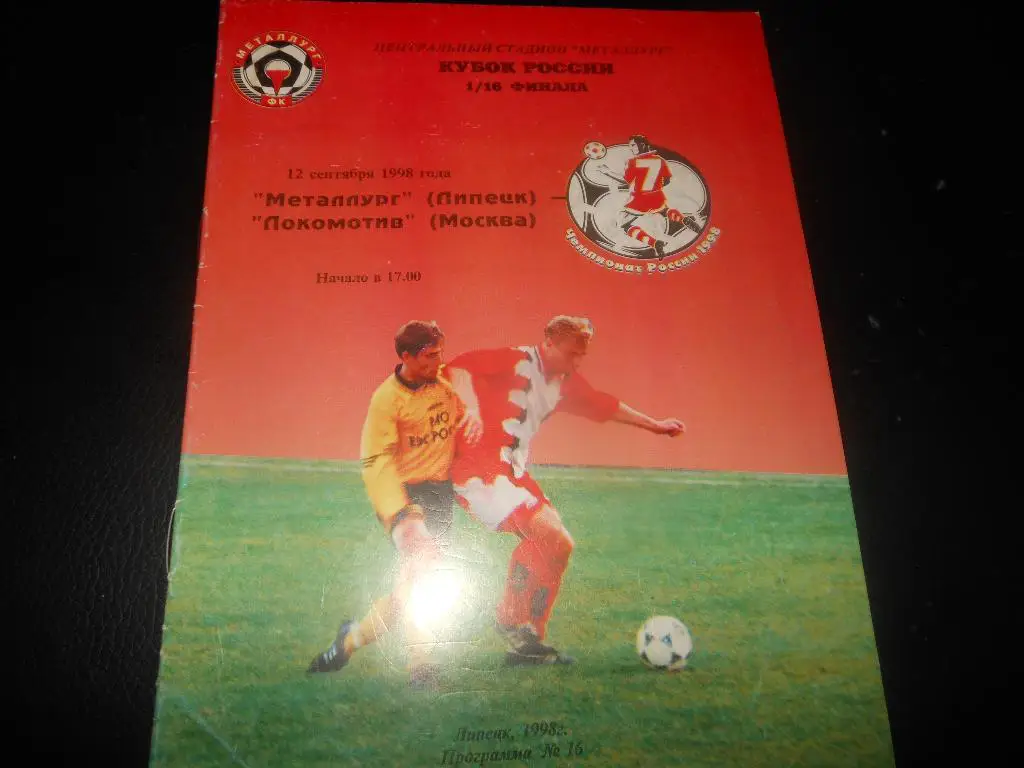 МЕТАЛЛУРГ
ФК
ЦЕНТРАЛЬНЫЙ СТАДИОН "МЕТАЛЛУРГ"
КУБОК РОССИИ
1/16 ФИНАЛА
12 сентября 1998 года
"Металлург" (Липецк) –
"Локомотив" (Москва)
7
Чемпионат России 1998
Начало в 17.00
Липецк, 1998г.
Программа № 16